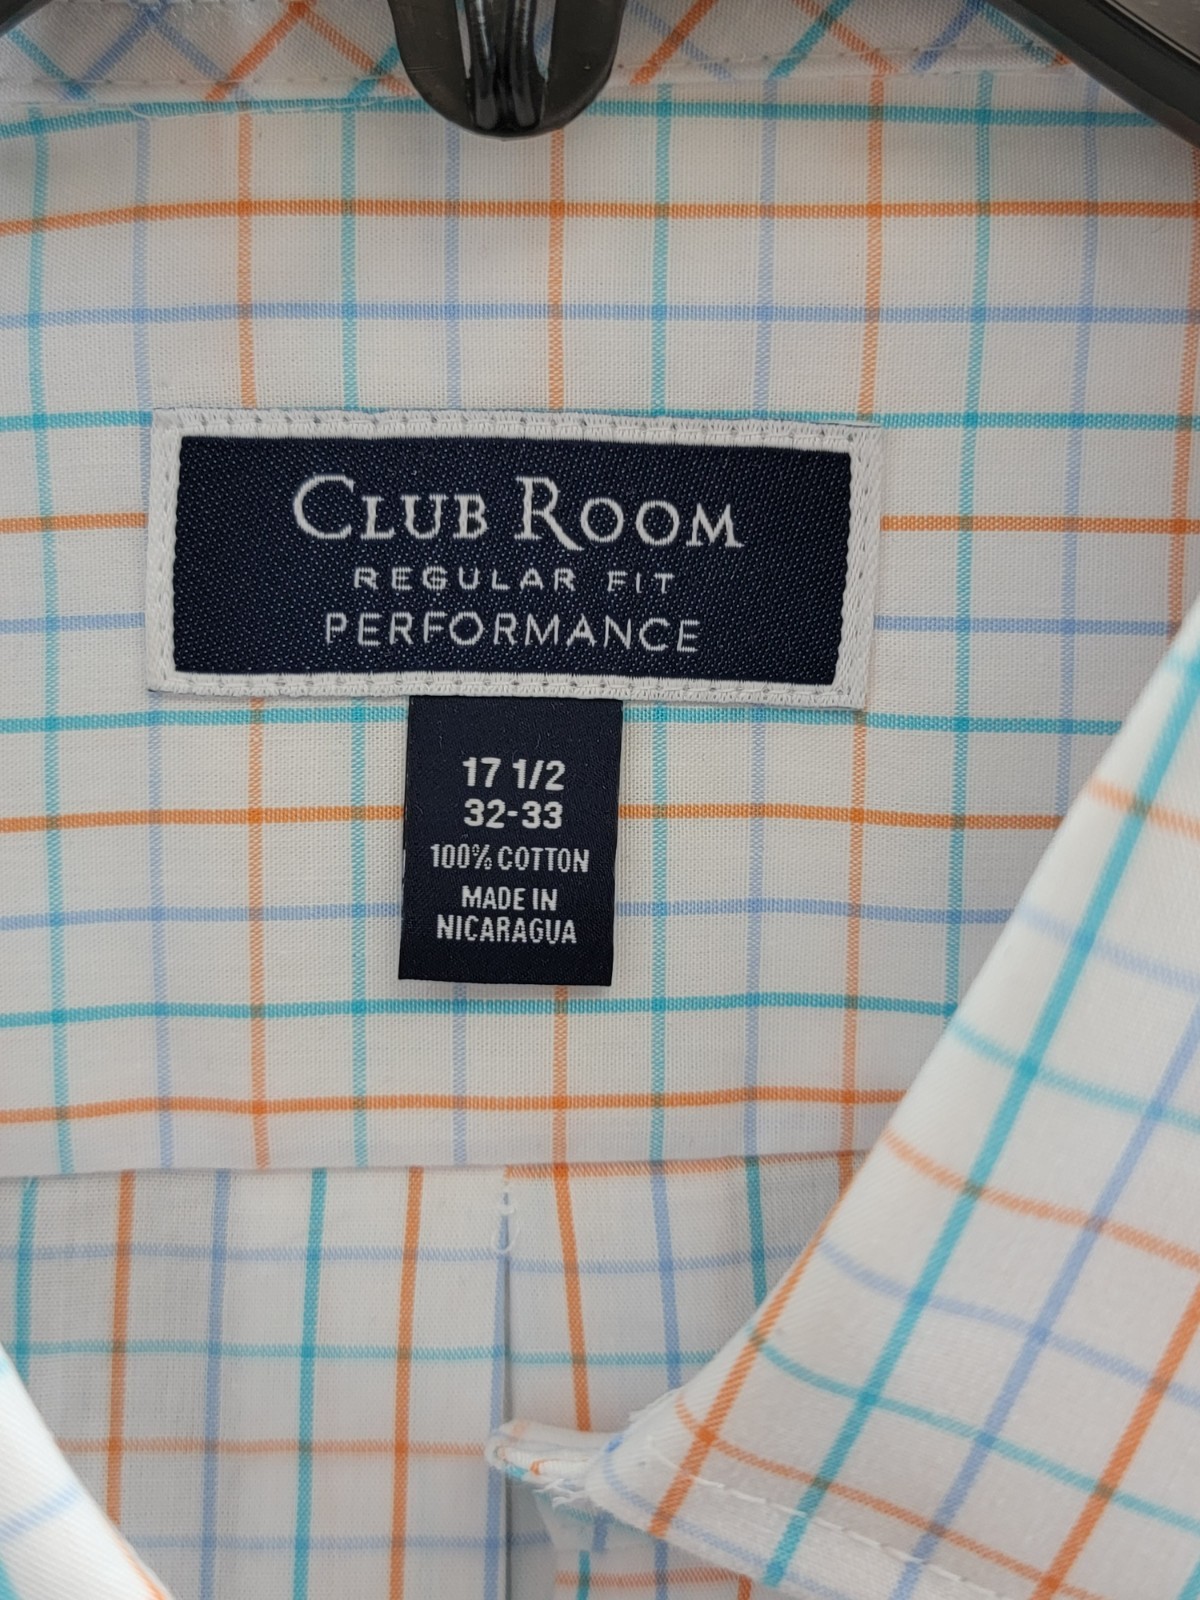 CLUB ROOM
REGULAR FIT
PERFORMANCE
17 1/2
32-33
100% COTTON
MADE IN
NICARAGUA